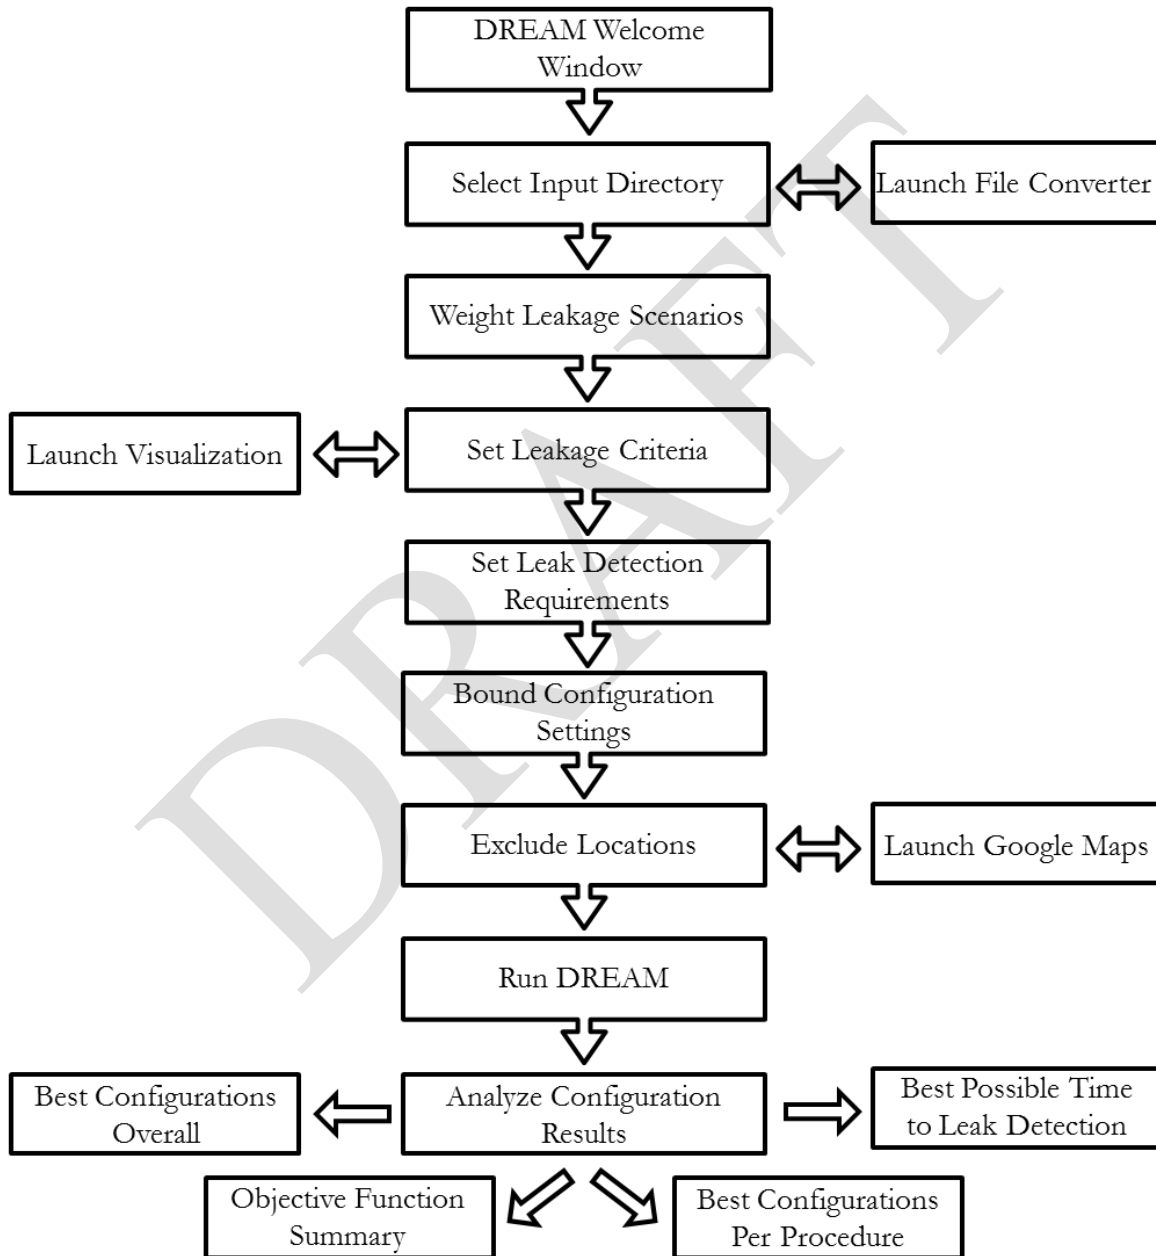 DREAM Welcome
Window
Select Input Directory
Launch File Converter
Weight Leakage Scenarios
Launch Visualization
Set Leakage Criteria
Set Leak Detection
Requirements
Bound Configuration
Settings
Exclude Locations
Launch Google Maps
Run DREAM
Best Configurations
Overall
Analyze Configuration
Results
Best Possible Time
to Leak Detection
Objective Function
Summary
Best Configurations
Per Procedure
DRAFT